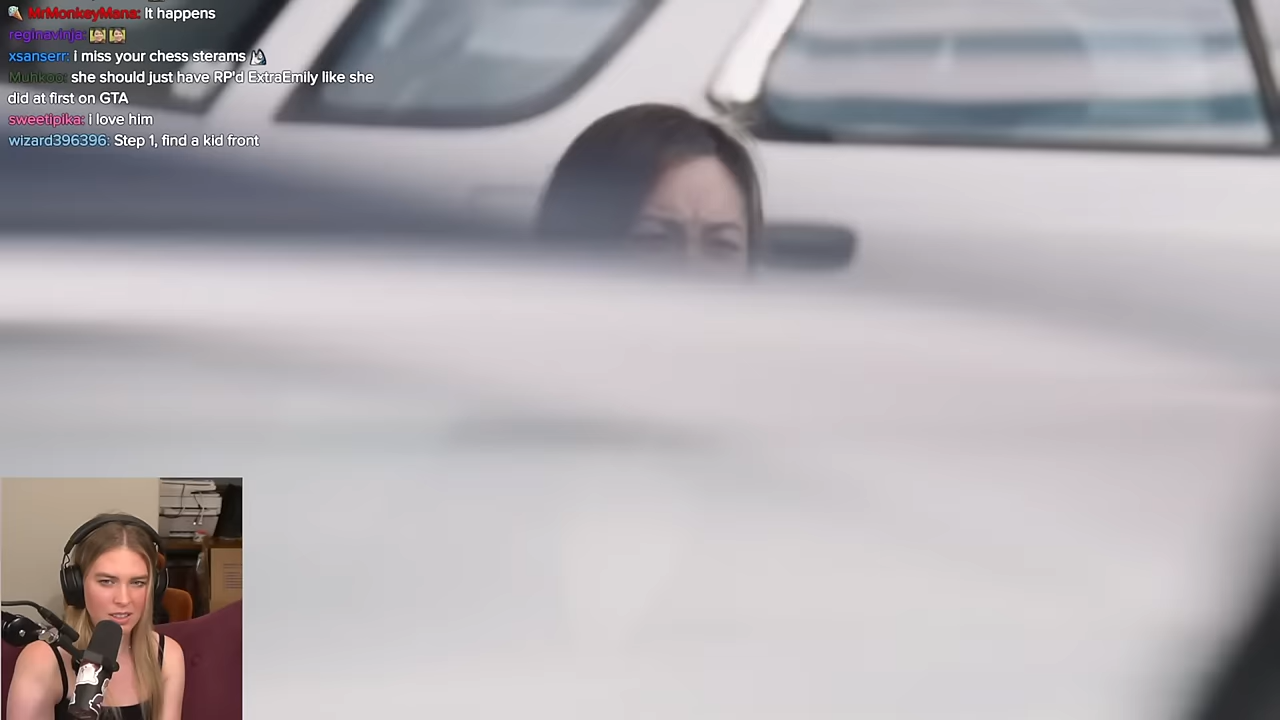 MrMonkeyMana: It happens
reginavinja:
xsanserr: i miss your chess sterams
Muhkoo: she should just have RP'd ExtraEmily like she
did at first on GTA
sweetipika: i love him
wizard396396: Step 1, find a kid front